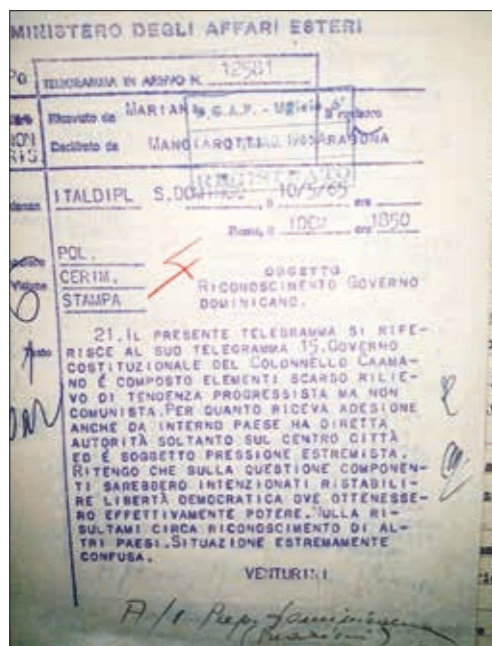 MINISTERO DEGLI AFFARI ESTERI
TELEGRAMMA IN ARRIVO N. 12581
Ricevuto da MARIANI G.A.P. - Ufficio
Decifrato da MANCIAROTTI
REGISTRATO
ITALDIPL S.DOMINGO, 10/5/65 ore
Roma, 1850
POL.
CERIM.
STAMPA
OGGETTO
RICONOSCIMENTO GOVERNO
DOMINICANO.
21.IL PRESENTE TELEGRAMMA SI RIFE-
RISCE AL SUO TELEGRAMMA 15.GOVERNO
COSTITUZIONALE DEL COLONNELLO CAAMA-
NO É COMPOSTO ELEMENTI SCARSO RILIE-
VO DI TENDENZA PROGRESSISTA MA NON
COMUNISTA.PER QUANTO RICEVA ADESIONE
ANCHE DA INTERNO PAESE HA DIRETTA
AUTORITÀ SOLTANTO SUL CENTRO CITTÀ
ED É SOGGETTO PRESSIONE ESTREMISTA.
RITENGO CHE SULLA QUESTIONE COMPONEN-
TI SAREBBERO INTENZIONATI RISTABILI-
RE LIBERTÀ DEMOCRATICA OVE OTTENESSE-
RO EFFETTIVAMENTE POTERE.NULLA RI-
SULTAMI CIRCA RICONOSCIMENTO DI AL-
TRI PAESI.SITUAZIONE ESTREMAMENTE
CONFUSA.
VENTURINI